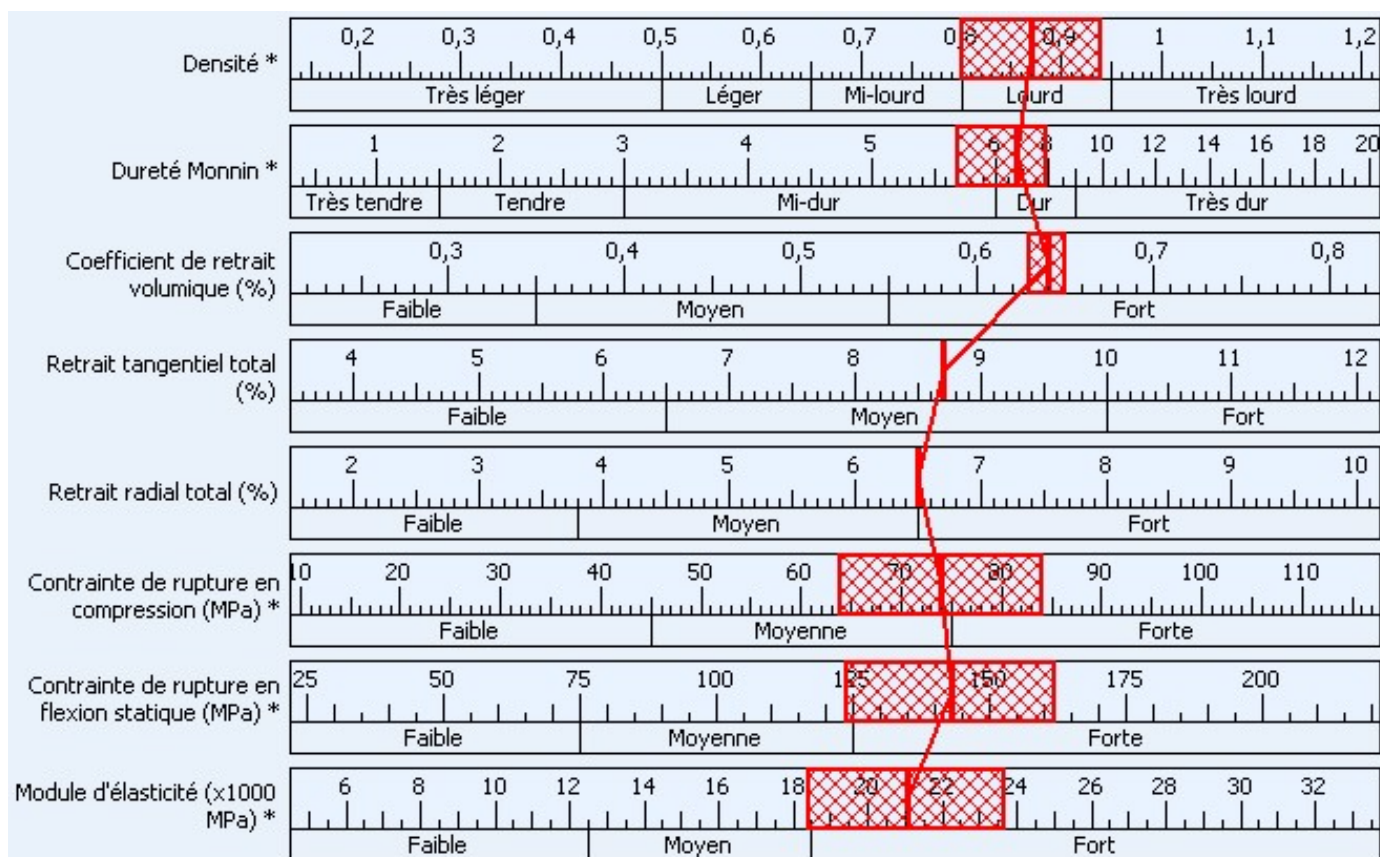 0,2 0,3 0,4 0,5 0,6 0,7 0,8 0,9 1 1,1 1,2
Densité *
Très léger Léger Mi-lourd Lourd Très lourd
1 2 3 4 5 6 8 10 12 14 16 18 20
Dureté Monnin *
Très tendre Tendre Mi-dur Dur Très dur
0,3 0,4 0,5 0,6 0,7 0,8
Coefficient de retrait
volumique (%)
Faible Moyen Fort
4 5 6 7 8 9 10 11 12
Retrait tangentiel total
(%)
Faible Moyen Fort
2 3 4 5 6 7 8 9 10
Retrait radial total (%)
Faible Moyen Fort
10 20 30 40 50 60 70 80 90 100 110
Contrainte de rupture en
compression (MPa) *
Faible Moyenne Forte
25 50 75 100 125 150 175 200
Contrainte de rupture en
flexion statique (MPa) *
Faible Moyenne Forte
6 8 10 12 14 16 18 20 22 24 26 28 30 32
Module d'élasticité (x1000
MPa) *
Faible Moyen Fort